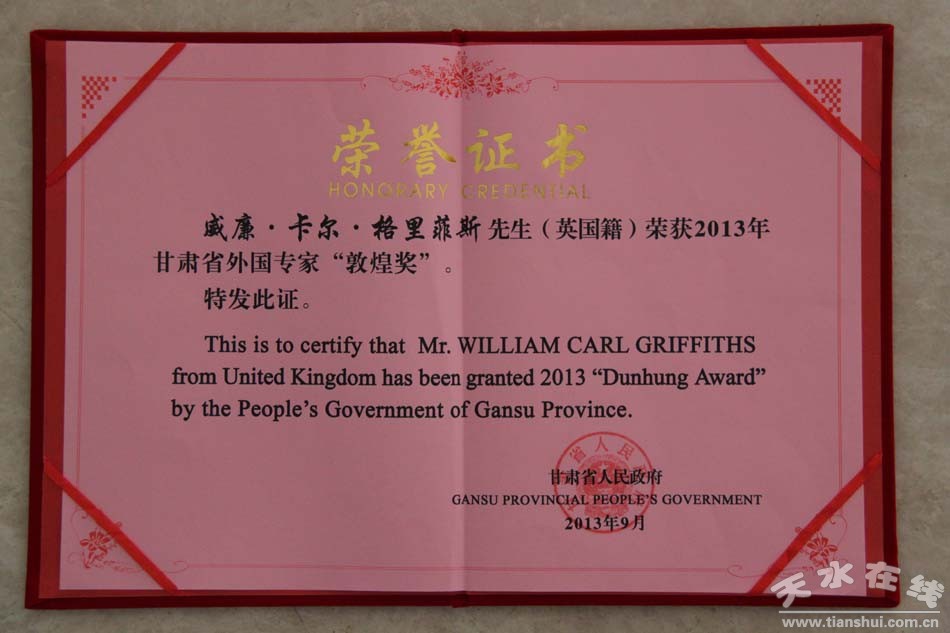 荣誉证书
HONORARY CREDENTIAL
威廉·卡尔·格里菲斯先生（英国籍）荣获2013年
甘肃省外国专家“敦煌奖”。
特发此证。
This is to certify that Mr. WILLIAM CARL GRIFFITHS
from United Kingdom has been granted 2013 “Dunhung Award”
by the People’s Government of Gansu Province.
甘肃省人民政府
GANSU PROVINCIAL PEOPLE’S GOVERNMENT
2013年9月
天水在线
www.tianshui.com.cn